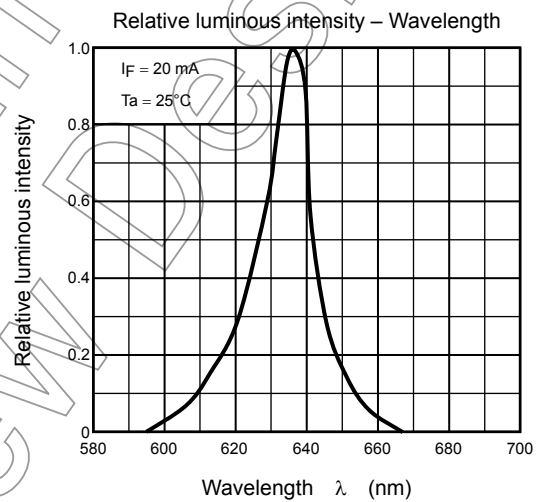 Relative luminous intensity – Wavelength
Relative luminous intensity
1.0
0.8
0.6
0.4
0.2
0
IF = 20 mA
Ta = 25°C
580 600 620 640 660 680 700
Wavelength λ (nm)